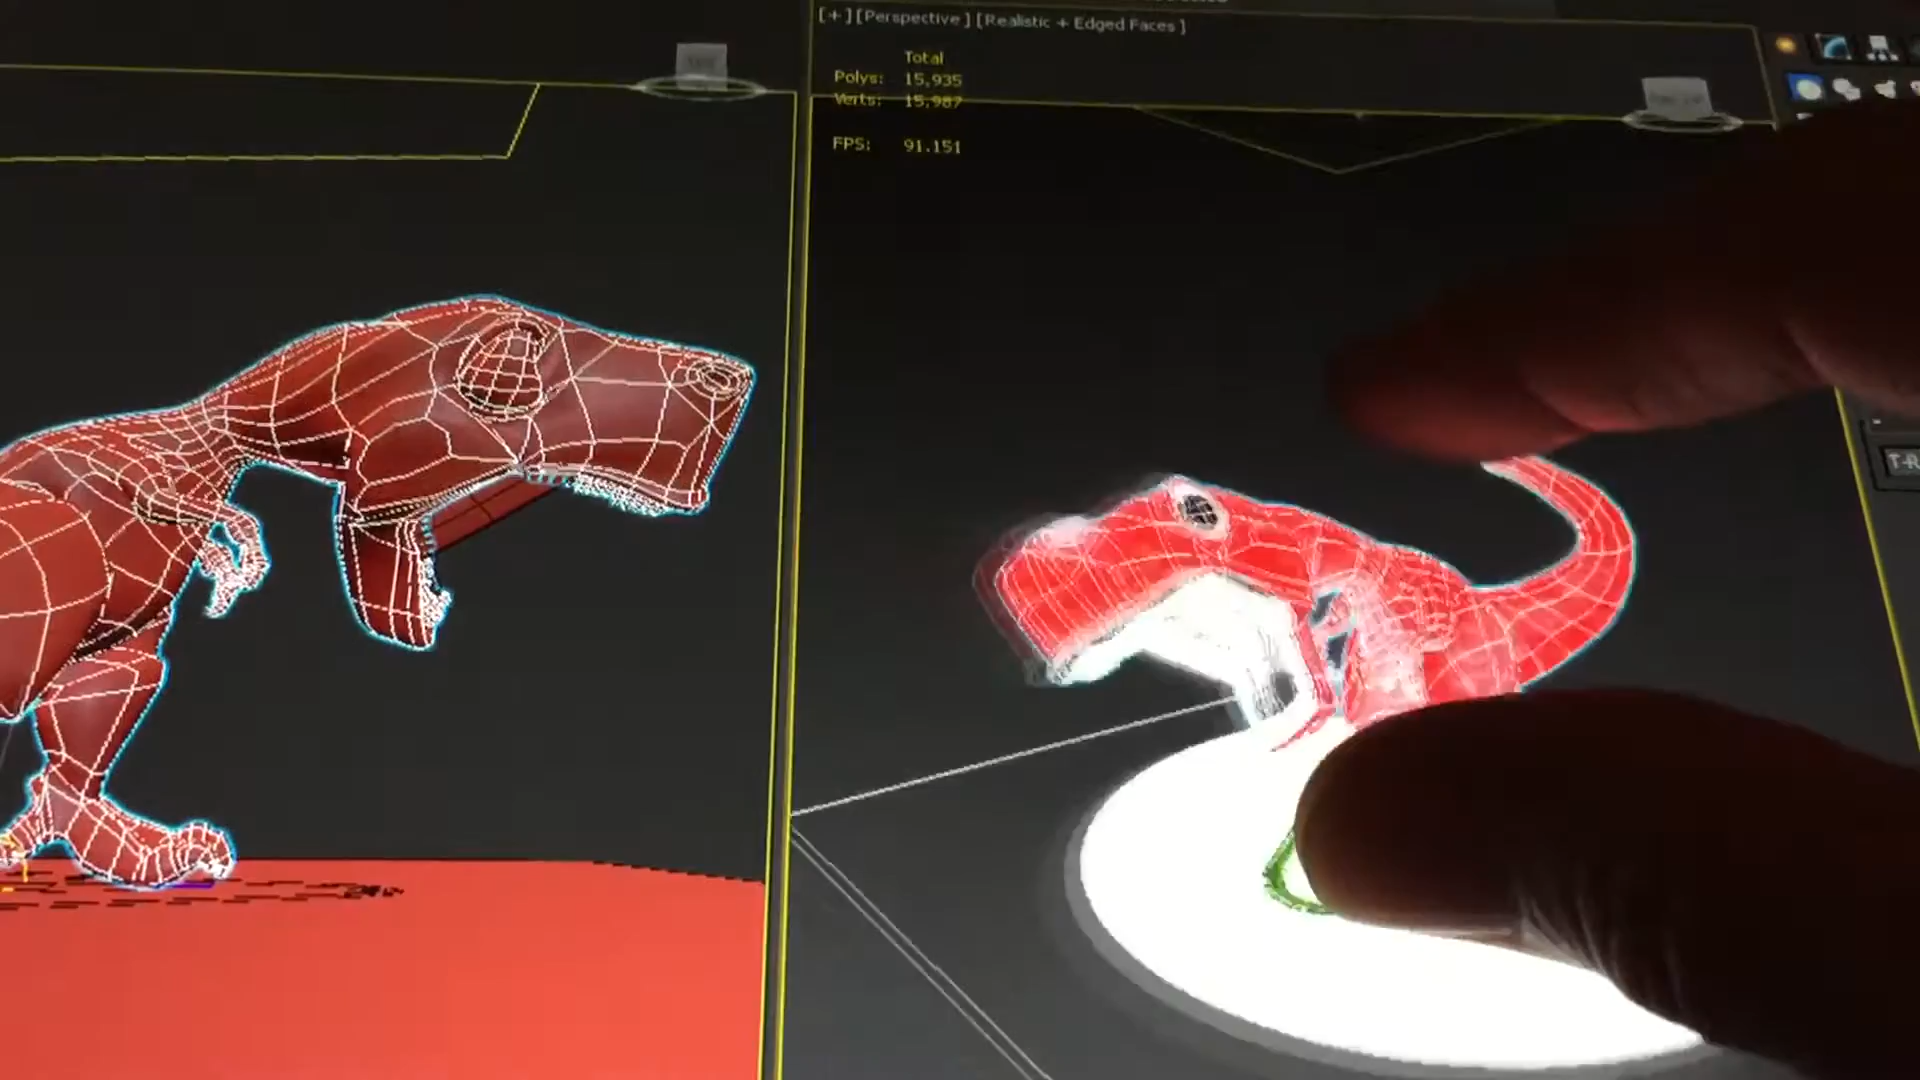 [+] [Perspective ] [Realistic + Edged Faces ]
Total
Polys: 15,935
Verts: 15,987
FPS: 91.151
T-R